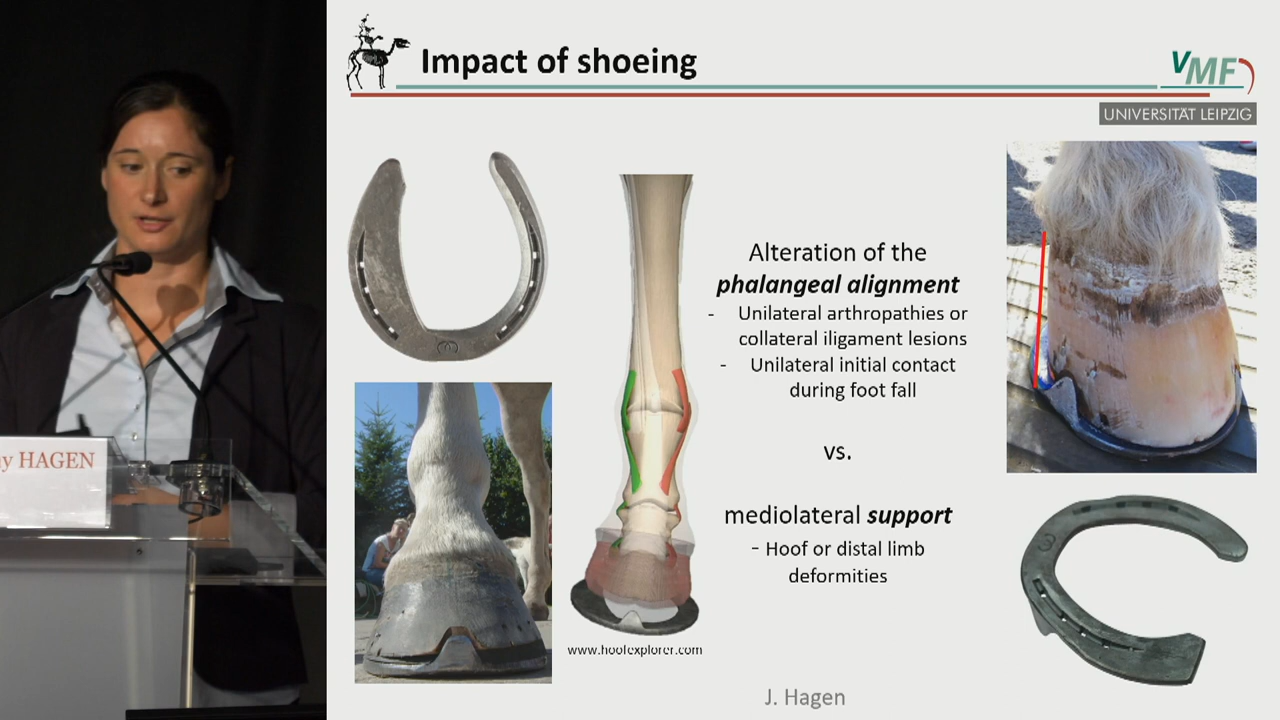 Impact of shoeing
VMF
UNIVERSITÄT LEIPZIG
Alteration of the
phalangeal alignment
- Unilateral arthropathies or
collateral iligament lesions
- Unilateral initial contact
during foot fall
vs.
mediolateral support
- Hoof or distal limb
deformities
www.hoofexplorer.com
J. Hagen
HAGEN